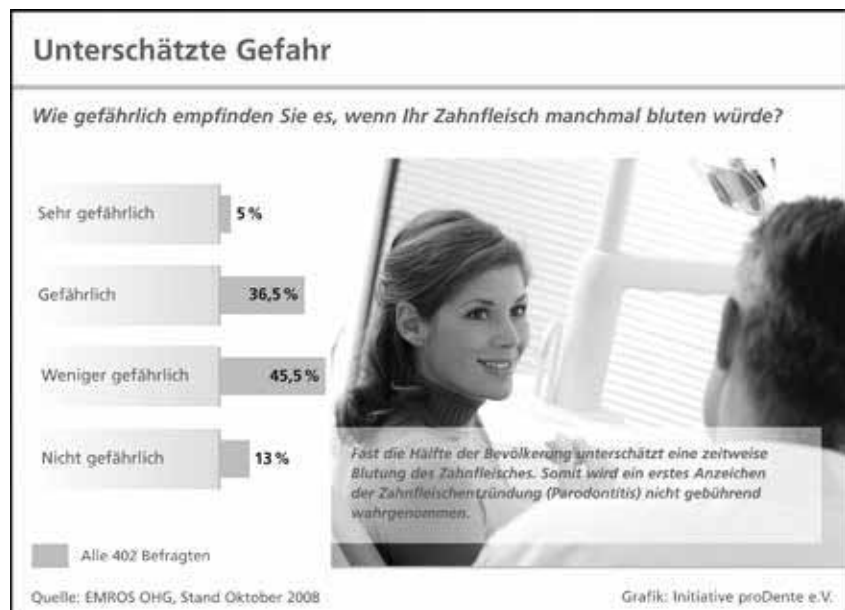 Unterschätzte Gefahr
Wie gefährlich empfinden Sie es, wenn Ihr Zahnfleisch manchmal bluten würde?
Sehr gefährlich 5 %
Gefährlich 36,5 %
Weniger gefährlich 45,5 %
Nicht gefährlich 13 %
Fast die Hälfte der Bevölkerung unterschätzt eine zeitweise
Blutung des Zahnfleisches. Somit wird ein erstes Anzeichen
der Zahnfleischentzündung (Parodontitis) nicht gebührend
wahrgenommen.
Alle 402 Befragten
Quelle: EMROS OHG, Stand Oktober 2008
Grafik: Initiative proDente e.V.